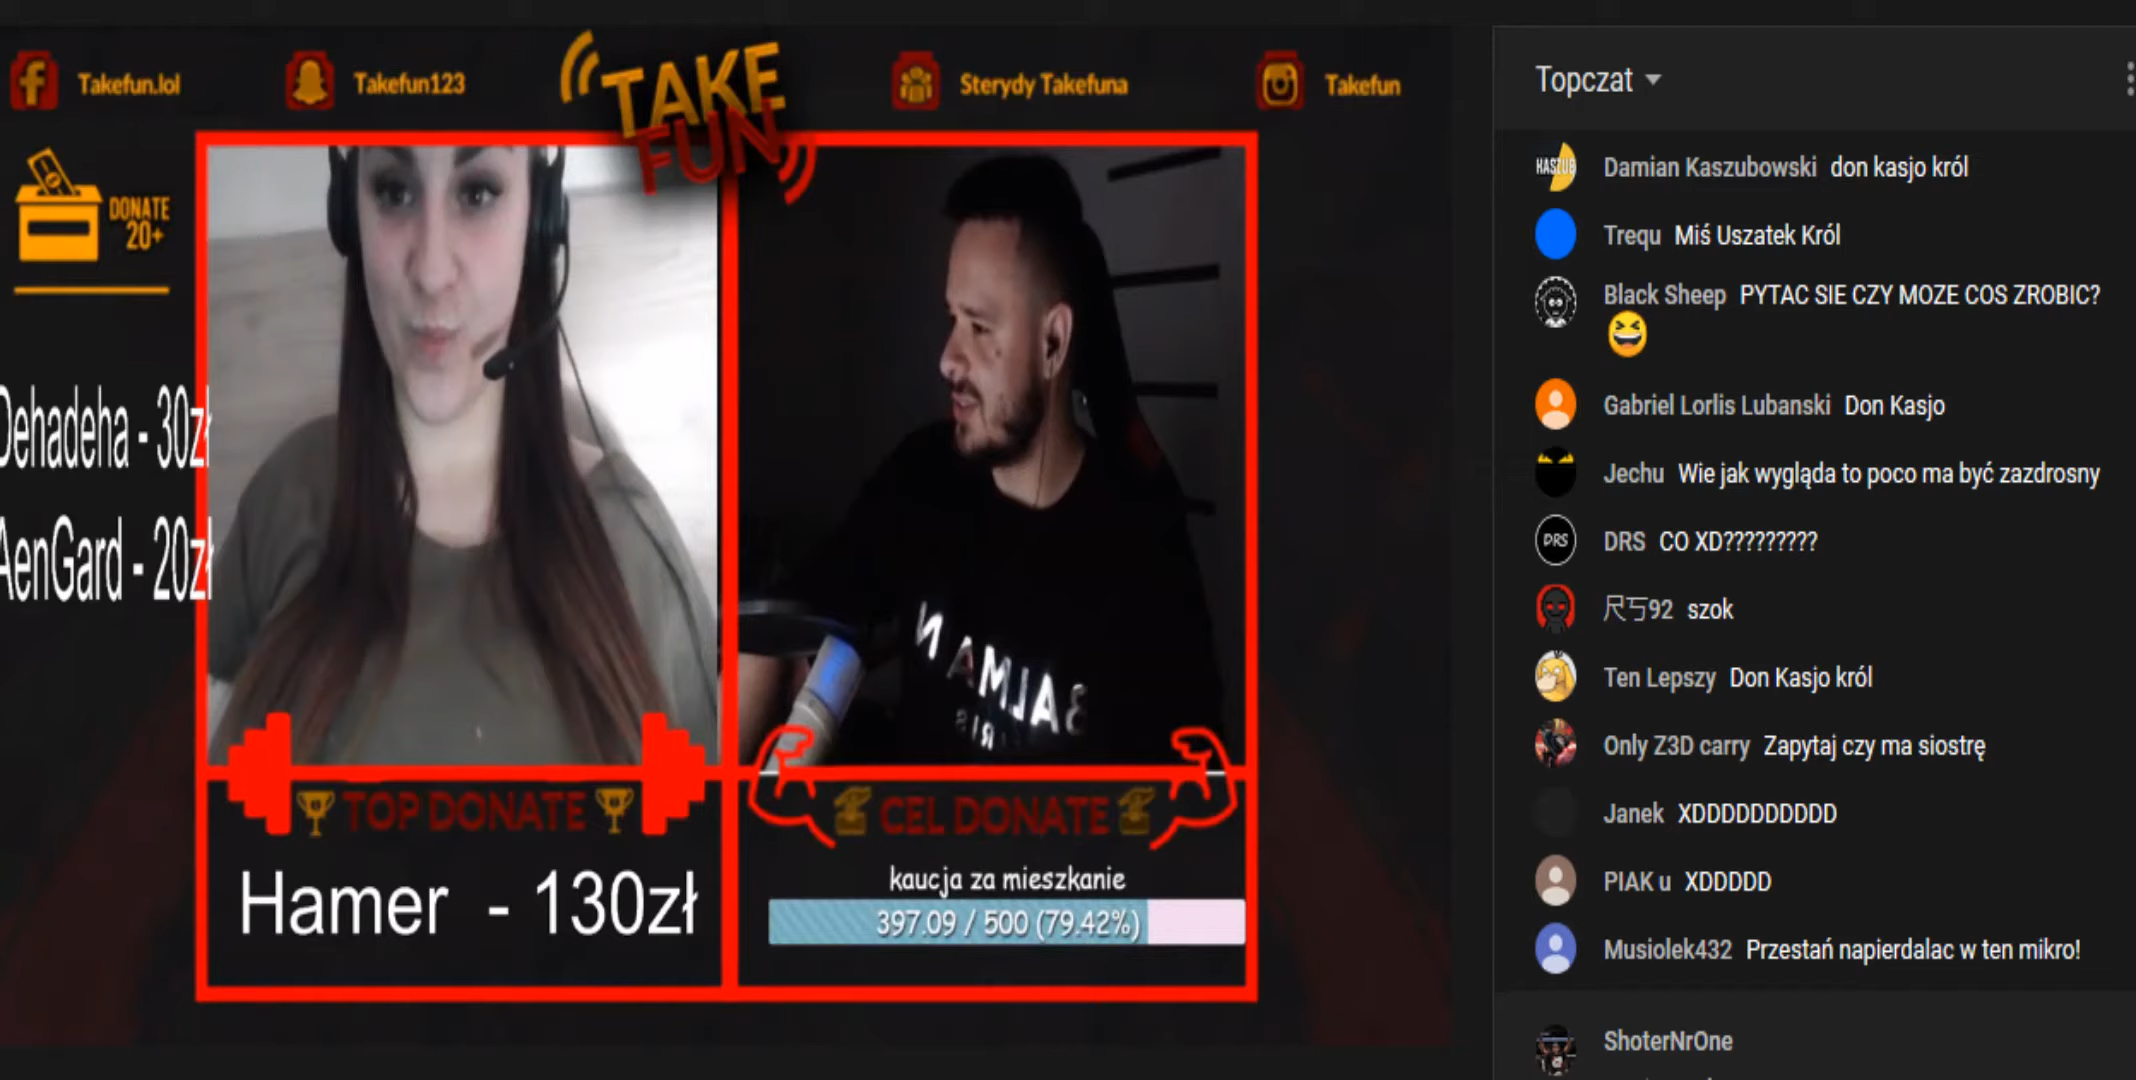 Takefun.lol
Takefun123
TAKE
FUN
Sterydy Takefuna
Takefun
DONATE
20+
Dehadeha - 30zł
AenGard - 20zł
BALMAIN
TOP DONATE
Hamer - 130zł
CEL DONATE
kaucja za mieszkanie
397.09 / 500 (79.42%)
Topczat
KASZUB
Damian Kaszubowski don kasjo król
Trequ Miś Uszatek Król
Black Sheep PYTAC SIE CZY MOZE COS ZROBIC?
😆
Gabriel Lorlis Lubanski Don Kasjo
Jechu Wie jak wygląda to poco ma być zazdrosny
DRS
DRS CO XD?????????
尺丂92 szok
Ten Lepszy Don Kasjo król
Only Z3D carry Zapytaj czy ma siostrę
Janek XDDDDDDDDDD
PIAK u XDDDDD
Musiolek432 Przestań napierdalac w ten mikro!
ShoterNrOne